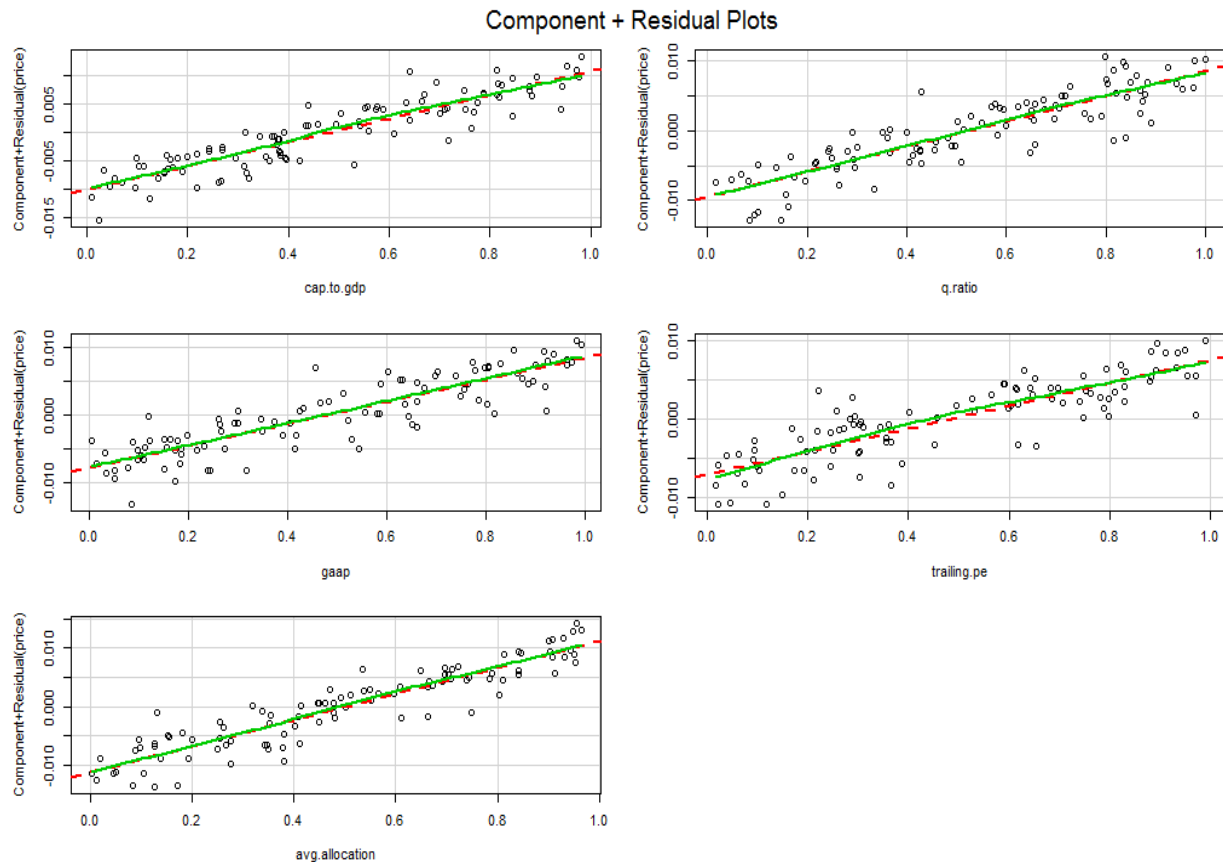 Component + Residual Plots
Component+Residual(price)
0.005
-0.005
-0.015
0.0 0.2 0.4 0.6 0.8 1.0
cap.to.gdp
Component+Residual(price)
0.010
0.000
-0.010
0.0 0.2 0.4 0.6 0.8 1.0
q.ratio
Component+Residual(price)
0.010
0.000
-0.010
0.0 0.2 0.4 0.6 0.8 1.0
gaap
Component+Residual(price)
0.010
0.000
-0.010
0.0 0.2 0.4 0.6 0.8 1.0
trailing.pe
Component+Residual(price)
0.010
0.000
-0.010
0.0 0.2 0.4 0.6 0.8 1.0
avg.allocation